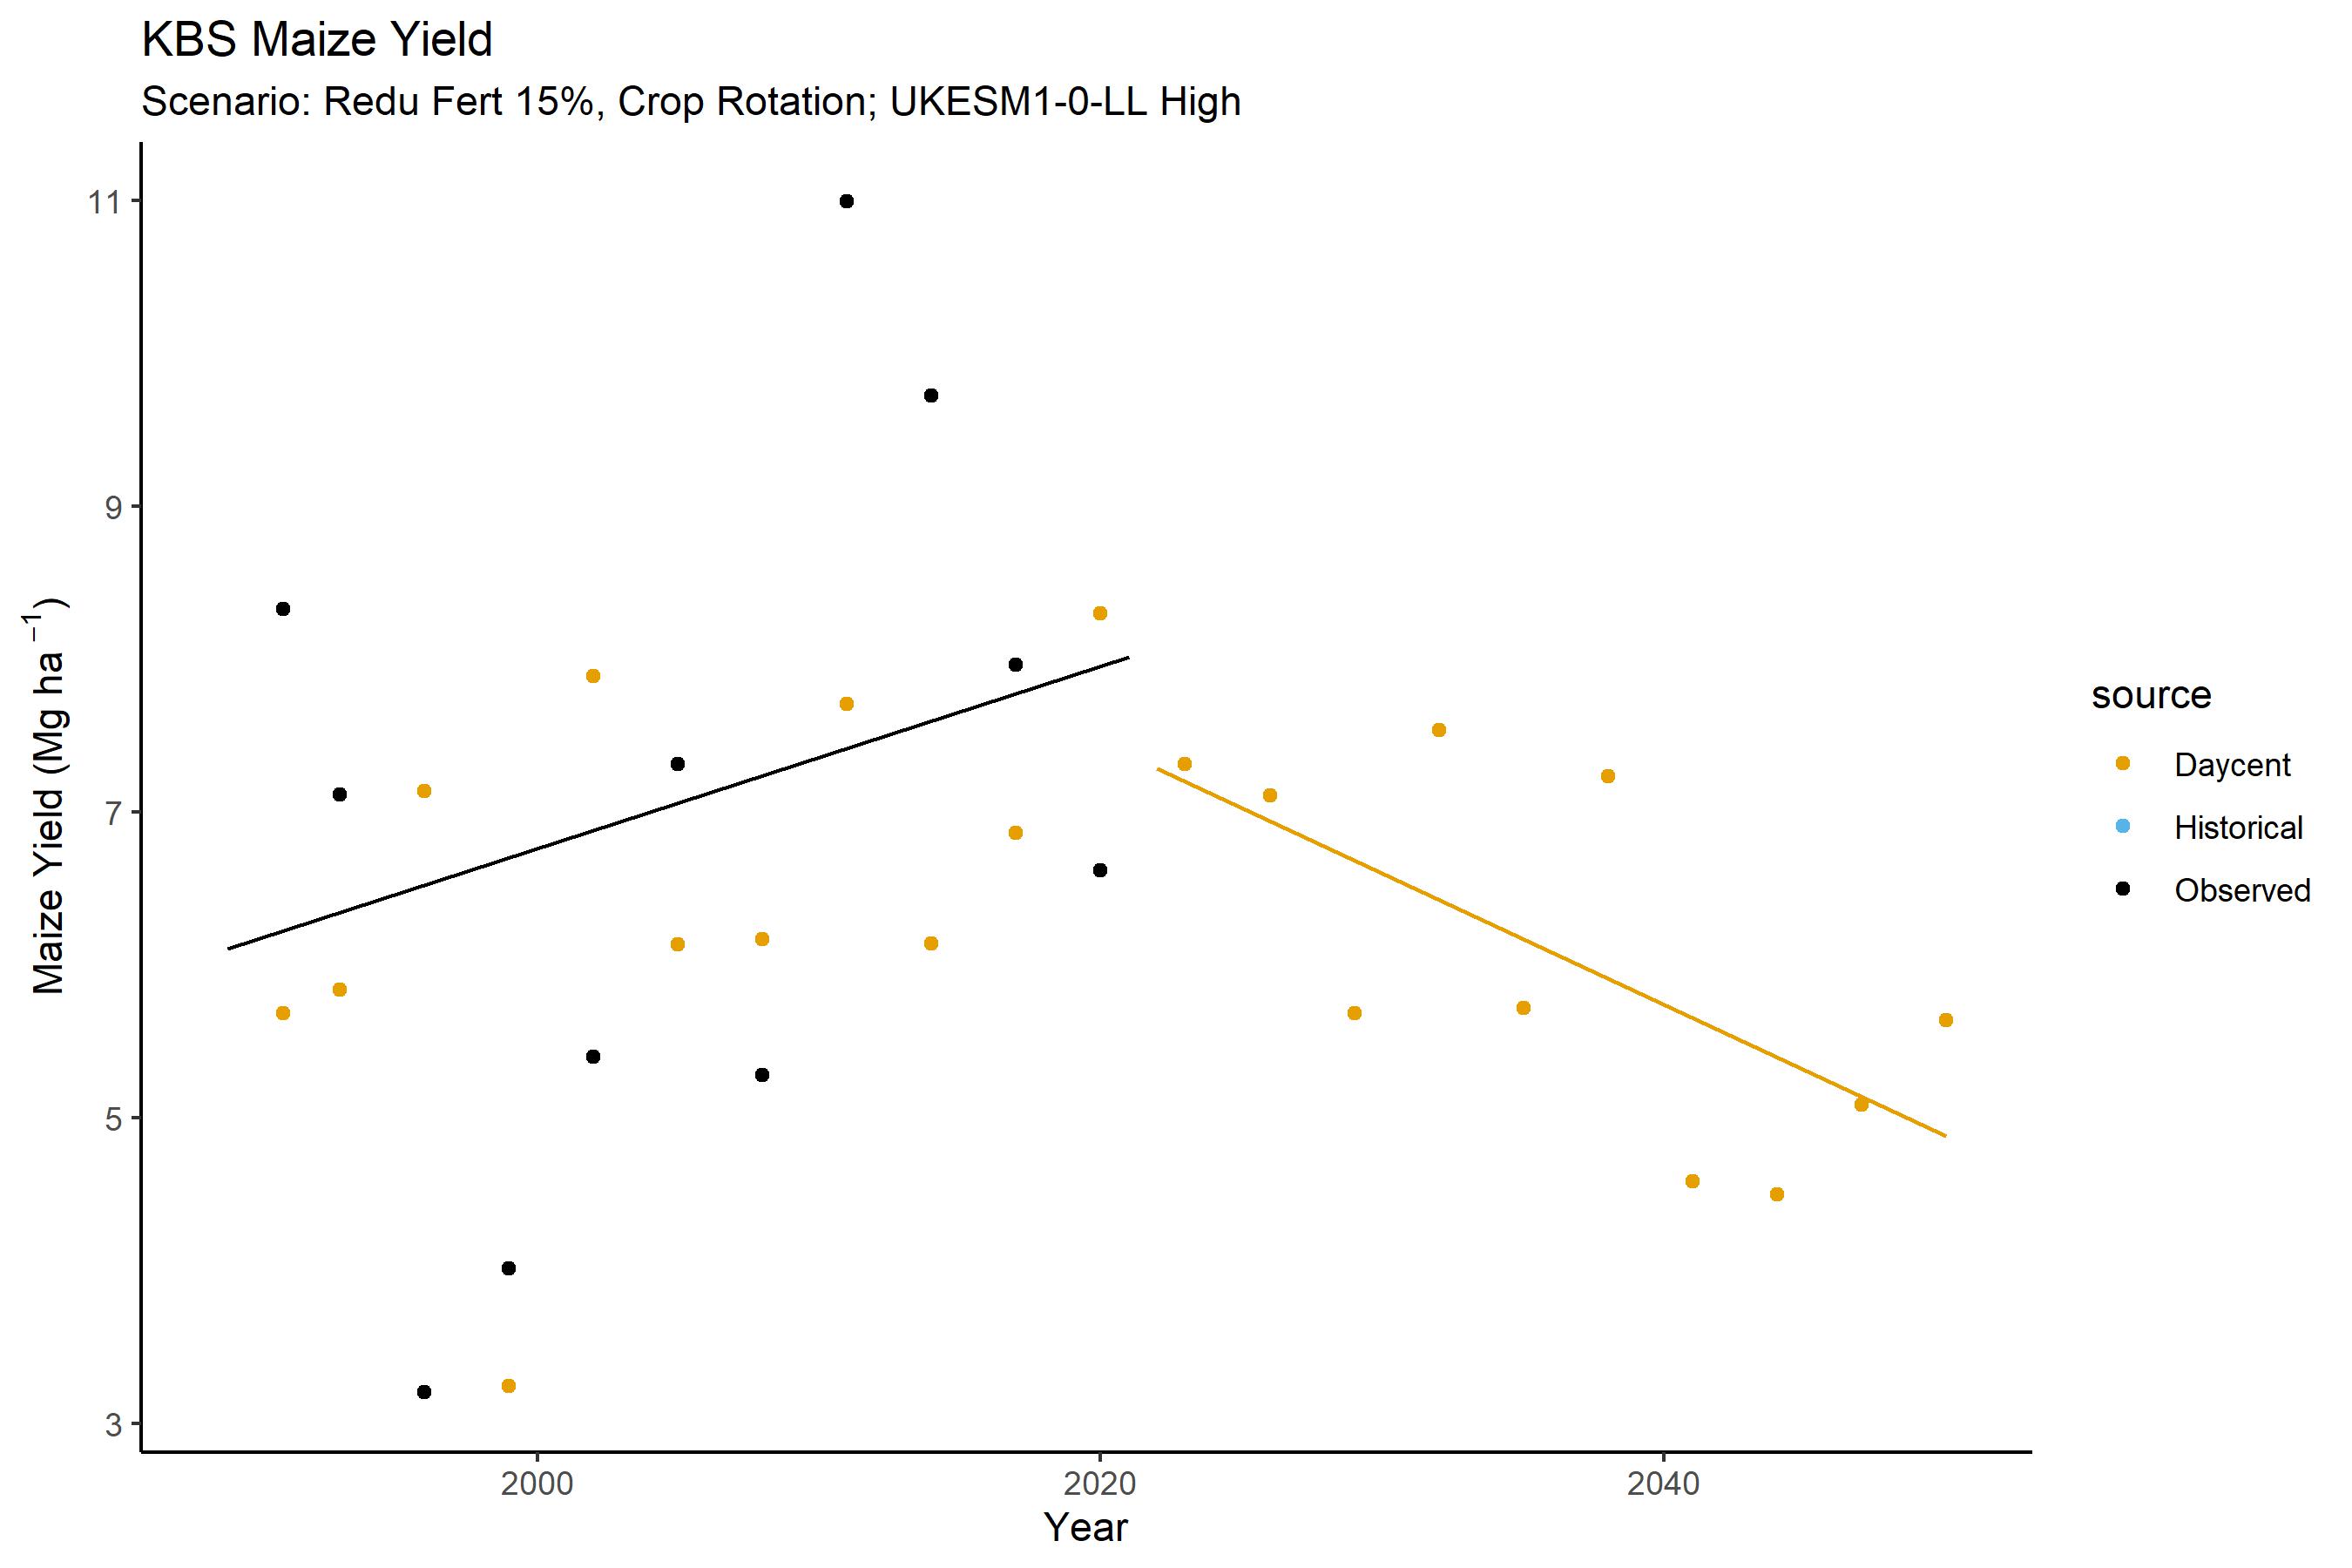 KBS Maize Yield
Scenario: Redu Fert 15%, Crop Rotation; UKESM1-0-LL High
Maize Yield (Mg ha −1)
11
9
7
5
3
2000
2020
2040
Year
source
Daycent
Historical
Observed